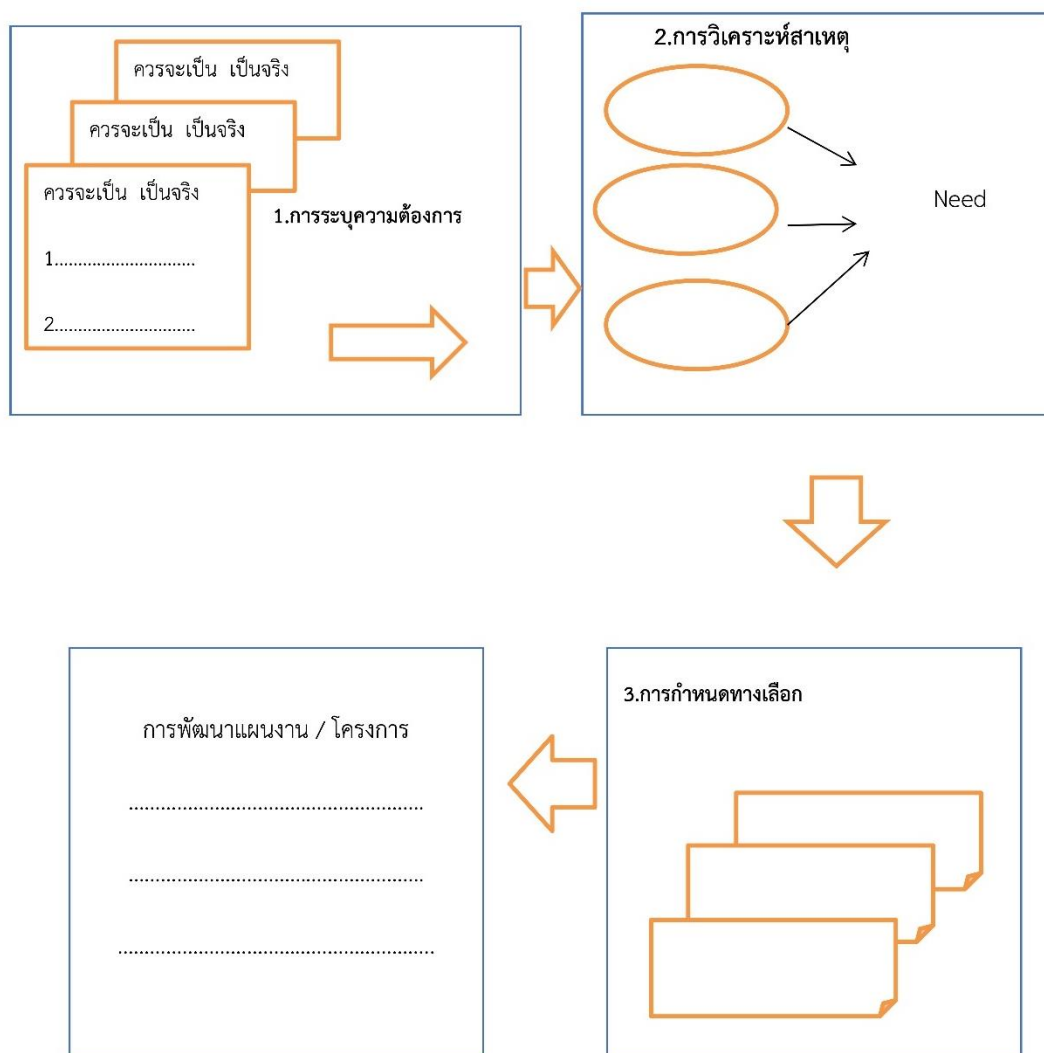 ควรจะเป็น เป็นจริง
ควรจะเป็น เป็นจริง
ควรจะเป็น เป็นจริง
1..............................
2..............................
1.การระบุความต้องการ
2.การวิเคราะห์สาเหตุ
Need
3.การกำหนดทางเลือก
การพัฒนาแผนงาน / โครงการ
........................................................
........................................................
............................................................